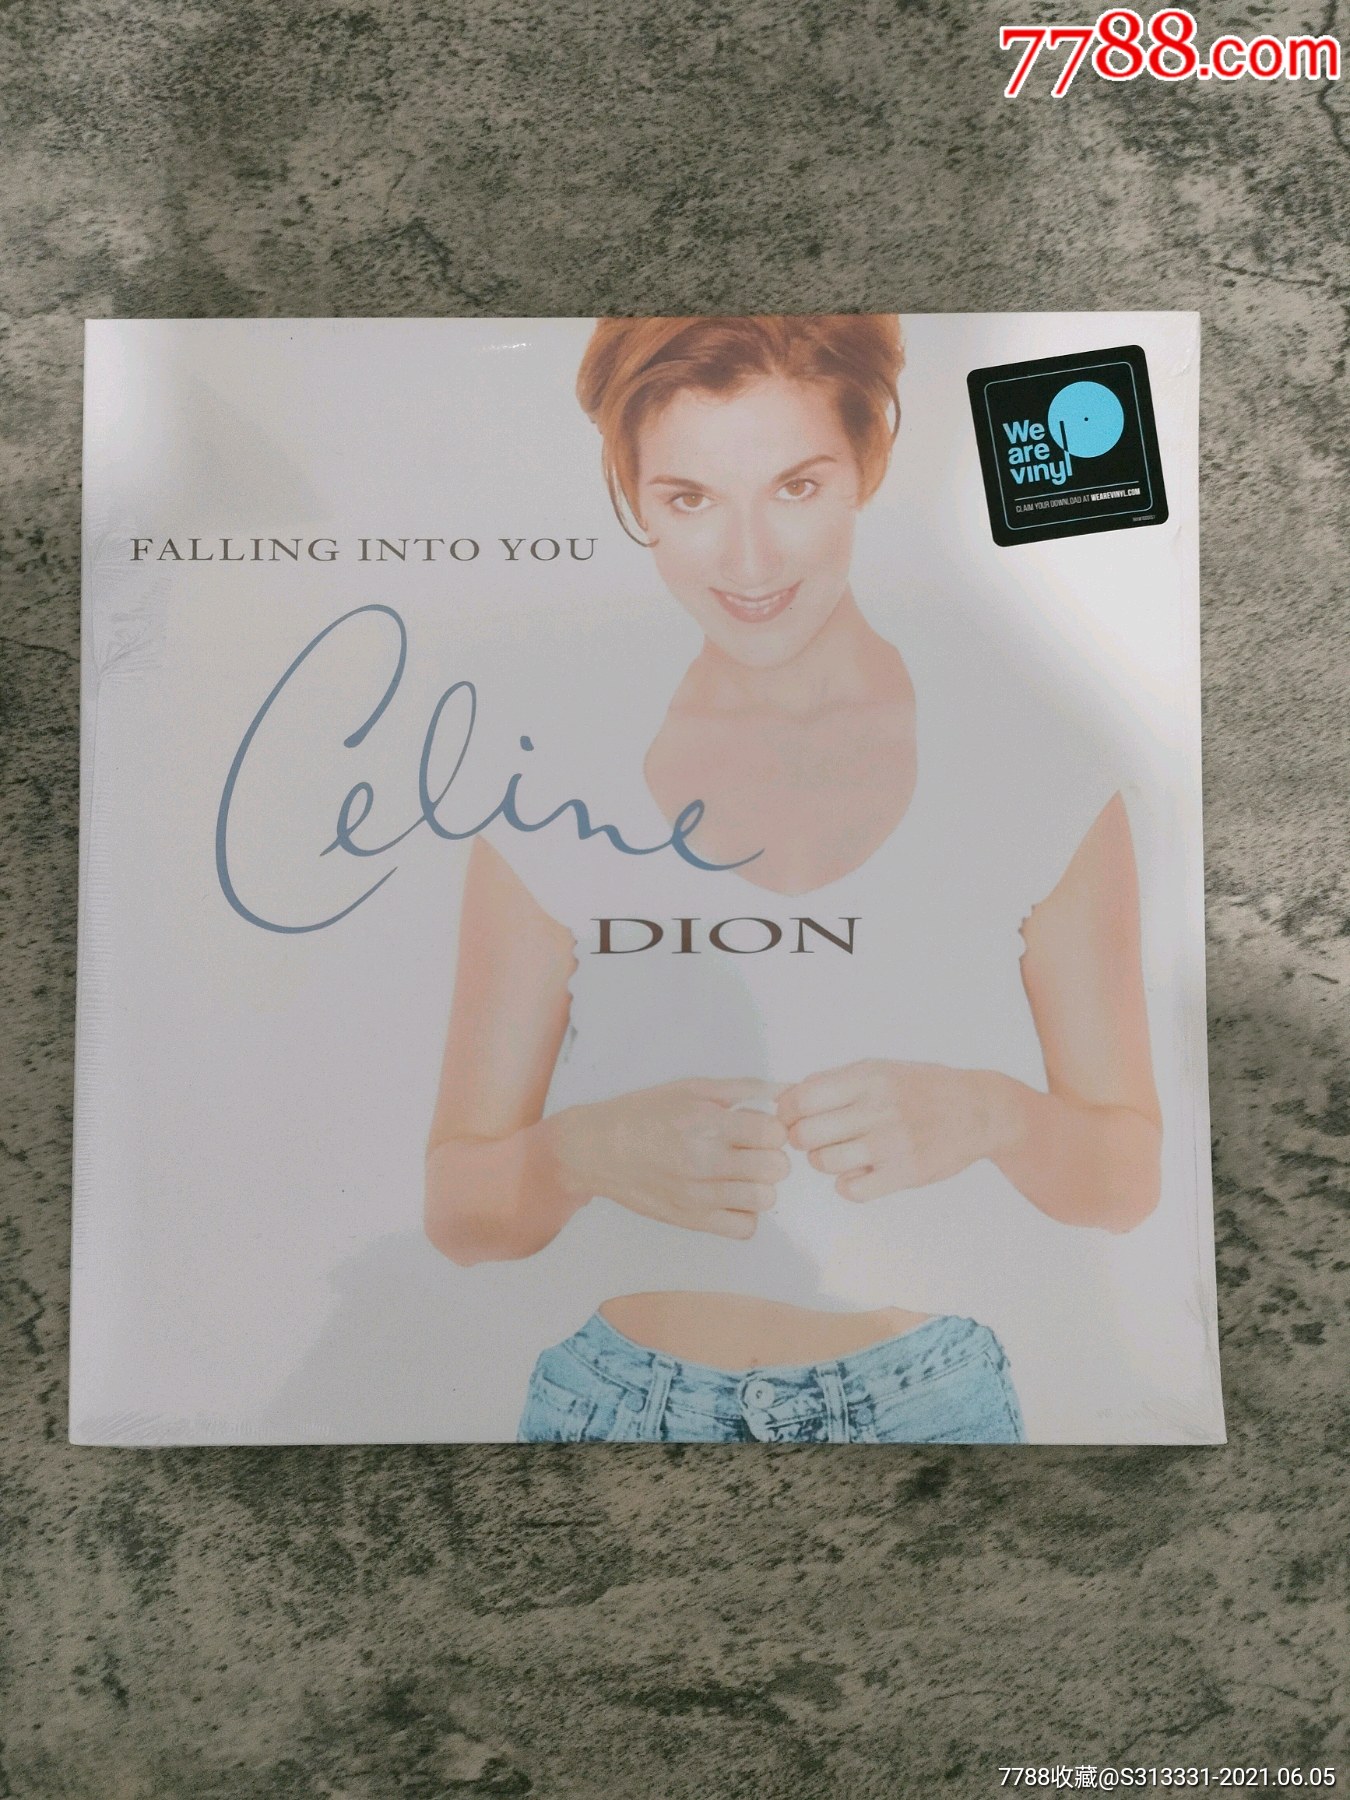 7788.com
We
are
vinyl
CLAIM YOUR DOWNLOAD AT WEAREVINYL.COM
FALLING INTO YOU
Celine
DION
7788收藏@S313331-2021.06.05